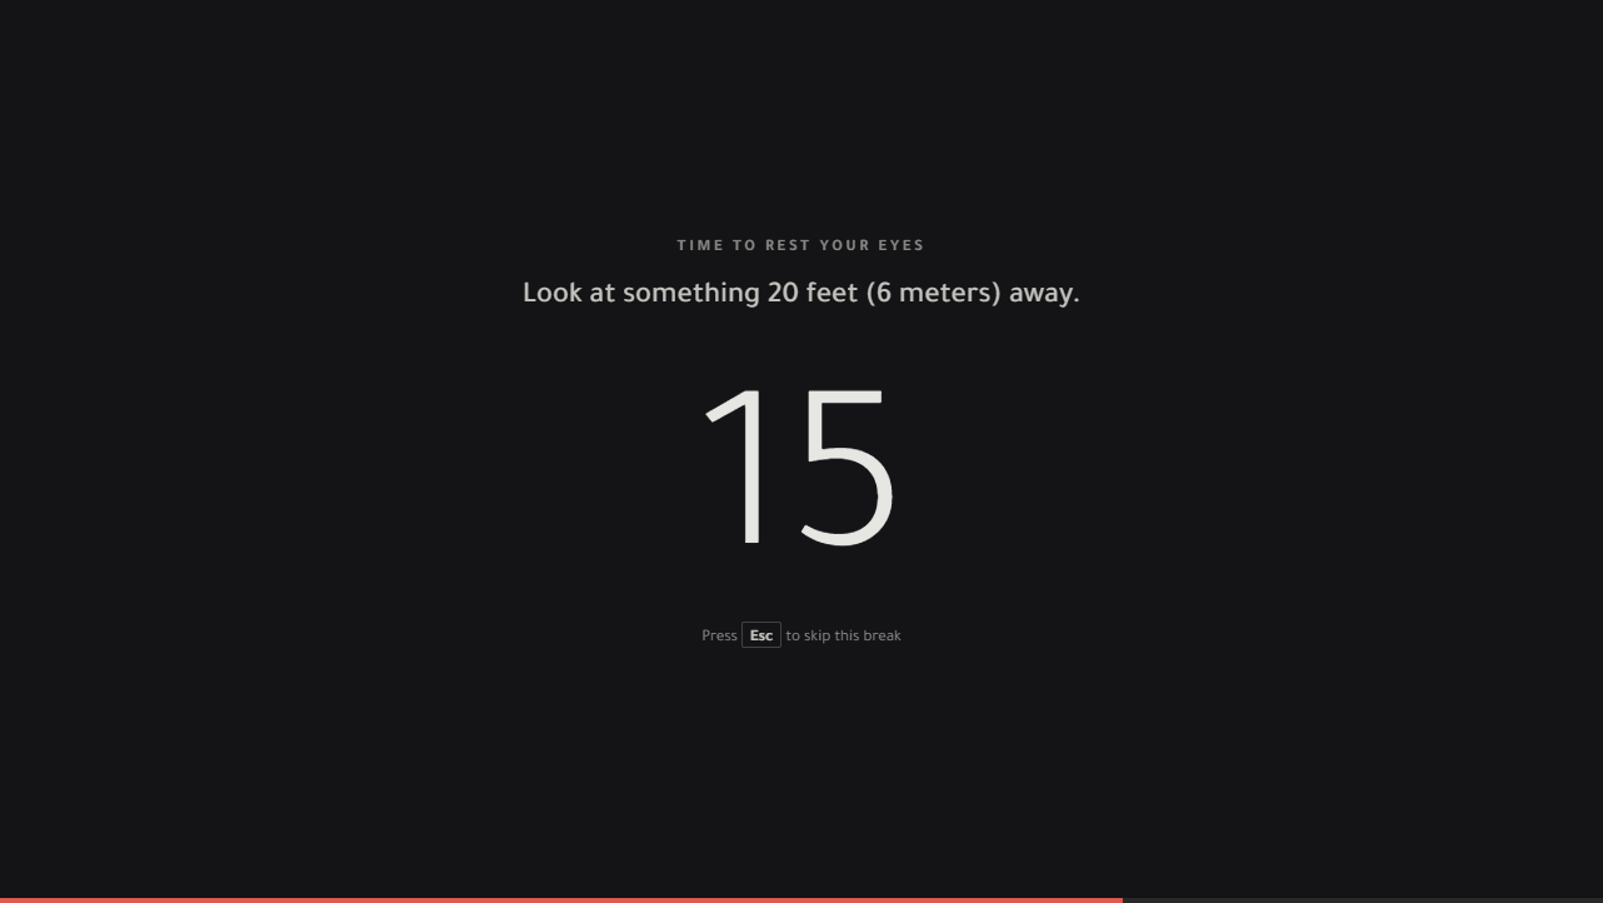 TIME TO REST YOUR EYES
Look at something 20 feet (6 meters) away.
15
Press Esc to skip this break